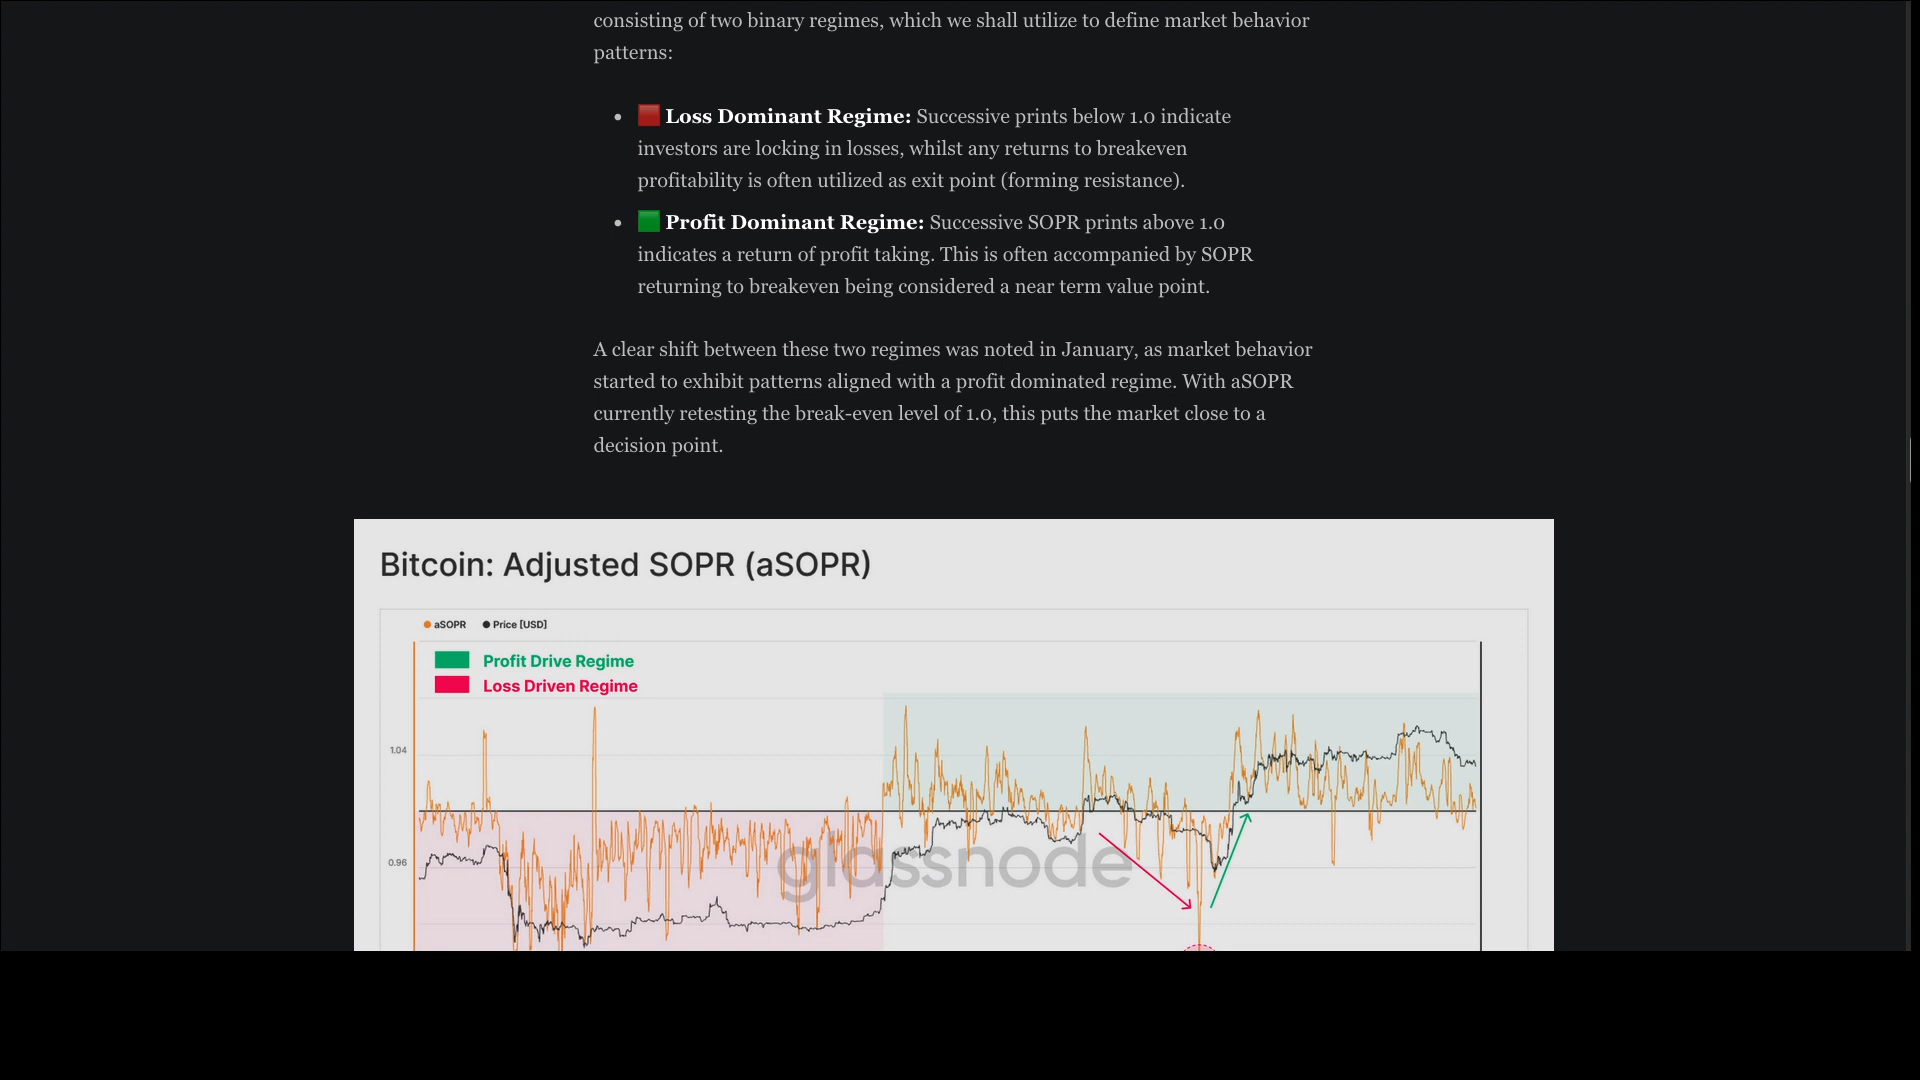 consisting of two binary regimes, which we shall utilize to define market behavior
patterns:
Loss Dominant Regime: Successive prints below 1.0 indicate
investors are locking in losses, whilst any returns to breakeven
profitability is often utilized as exit point (forming resistance).
Profit Dominant Regime: Successive SOPR prints above 1.0
indicates a return of profit taking. This is often accompanied by SOPR
returning to breakeven being considered a near term value point.
A clear shift between these two regimes was noted in January, as market behavior
started to exhibit patterns aligned with a profit dominated regime. With aSOPR
currently retesting the break-even level of 1.0, this puts the market close to a
decision point.
Bitcoin: Adjusted SOPR (aSOPR)
aSOPR Price [USD]
Profit Drive Regime
Loss Driven Regime
1.04
0.96
glassnode